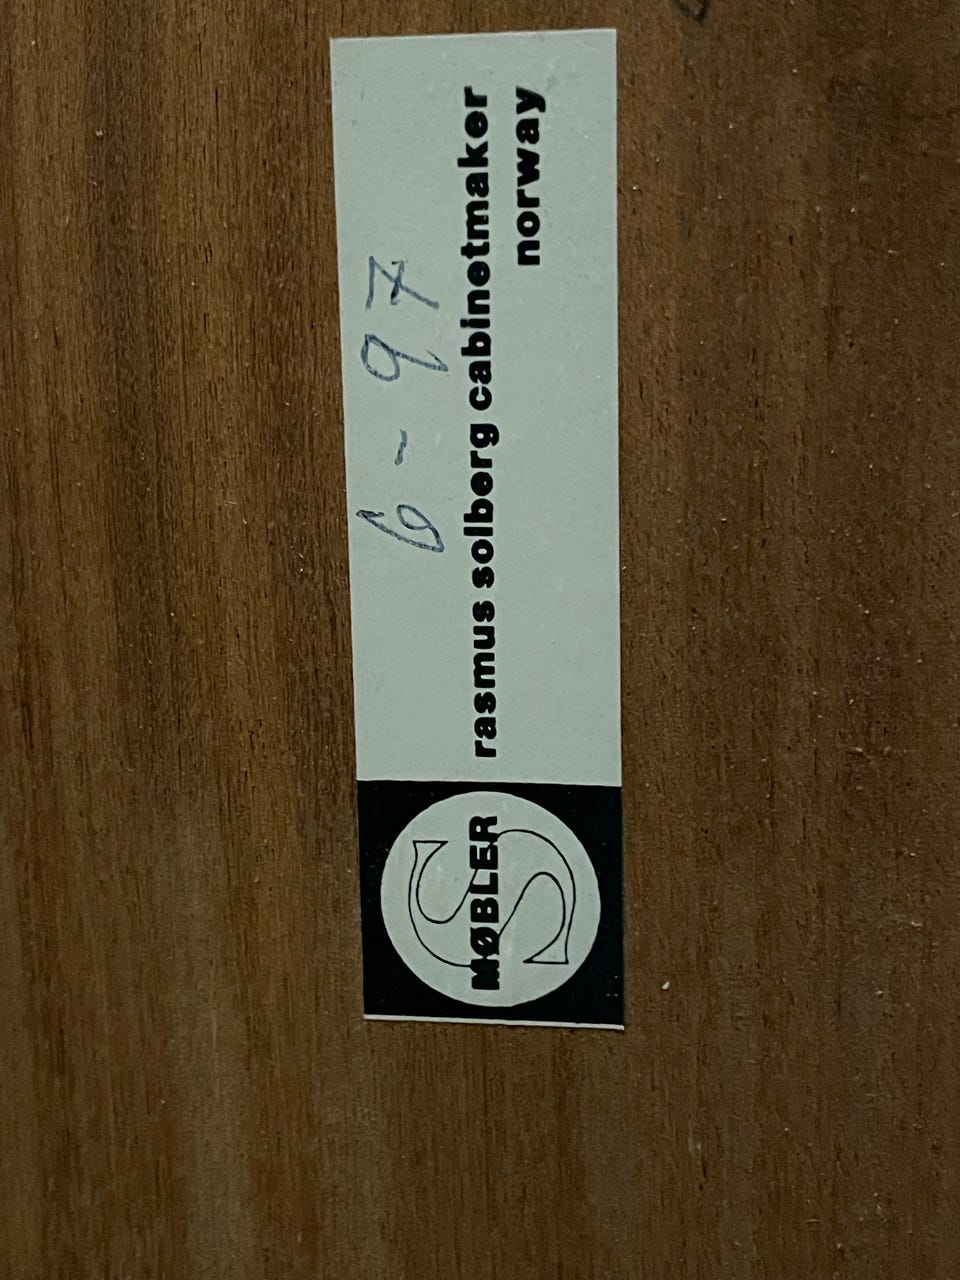 6-97
rasmus solberg cabinetmaker
norway
S
MØBLER